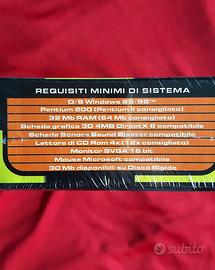 REQUISITI MINIMI DI SISTEMA
O/S Windows 95/98™
Pentium 200 (Pentium II consigliato)
32 Mb RAM (64 Mb consigliato)
Scheda grafica 3D 4MB DirectX 6 compatibile
Scheda Sonora Sound Blaster compatibile
Lettore di CD Rom 4x (12x consigliato)
Monitor SVGA 16 bit
Mouse Microsoft compatibile
30 Mb disponibili su Disco Rigido
subito